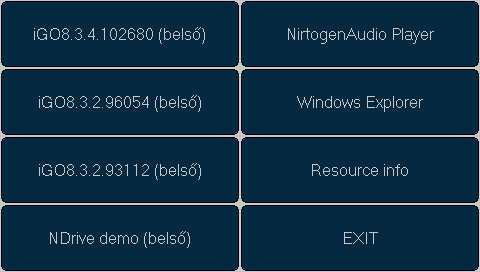 iGO8.3.4.102680 (belső)
NirtogenAudio Player
iGO8.3.2.96054 (belső)
Windows Explorer
iGO8.3.2.93112 (belső)
Resource info
NDrive demo (belső)
EXIT